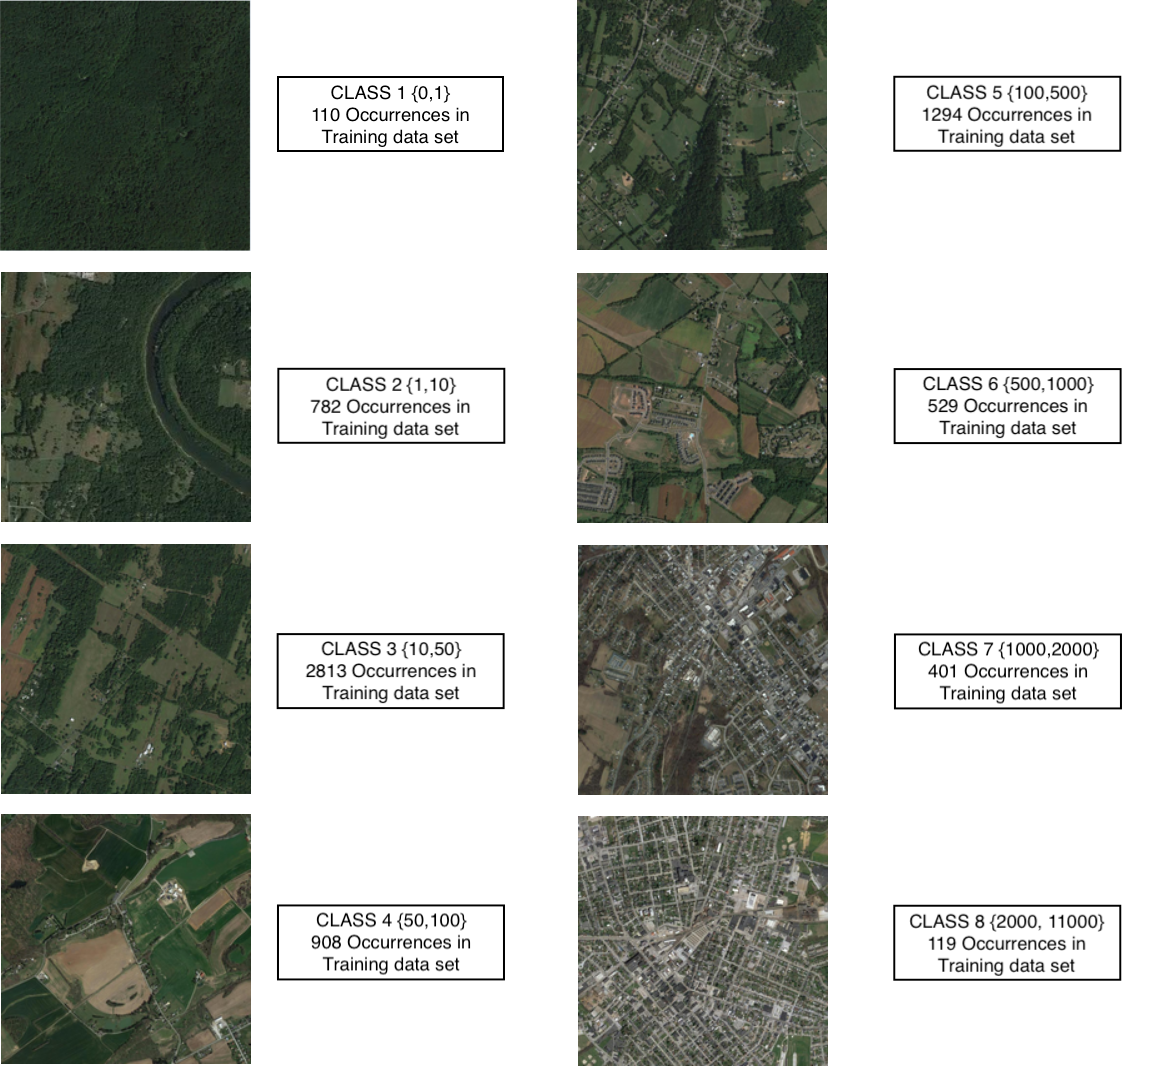 CLASS 1 {0,1}
110 Occurrences in
Training data set
CLASS 2 {1,10}
782 Occurrences in
Training data set
CLASS 3 {10,50}
2813 Occurrences in
Training data set
CLASS 4 {50,100}
908 Occurrences in
Training data set
CLASS 5 {100,500}
1294 Occurrences in
Training data set
CLASS 6 {500,1000}
529 Occurrences in
Training data set
CLASS 7 {1000,2000}
401 Occurrences in
Training data set
CLASS 8 {2000, 11000}
119 Occurrences in
Training data set